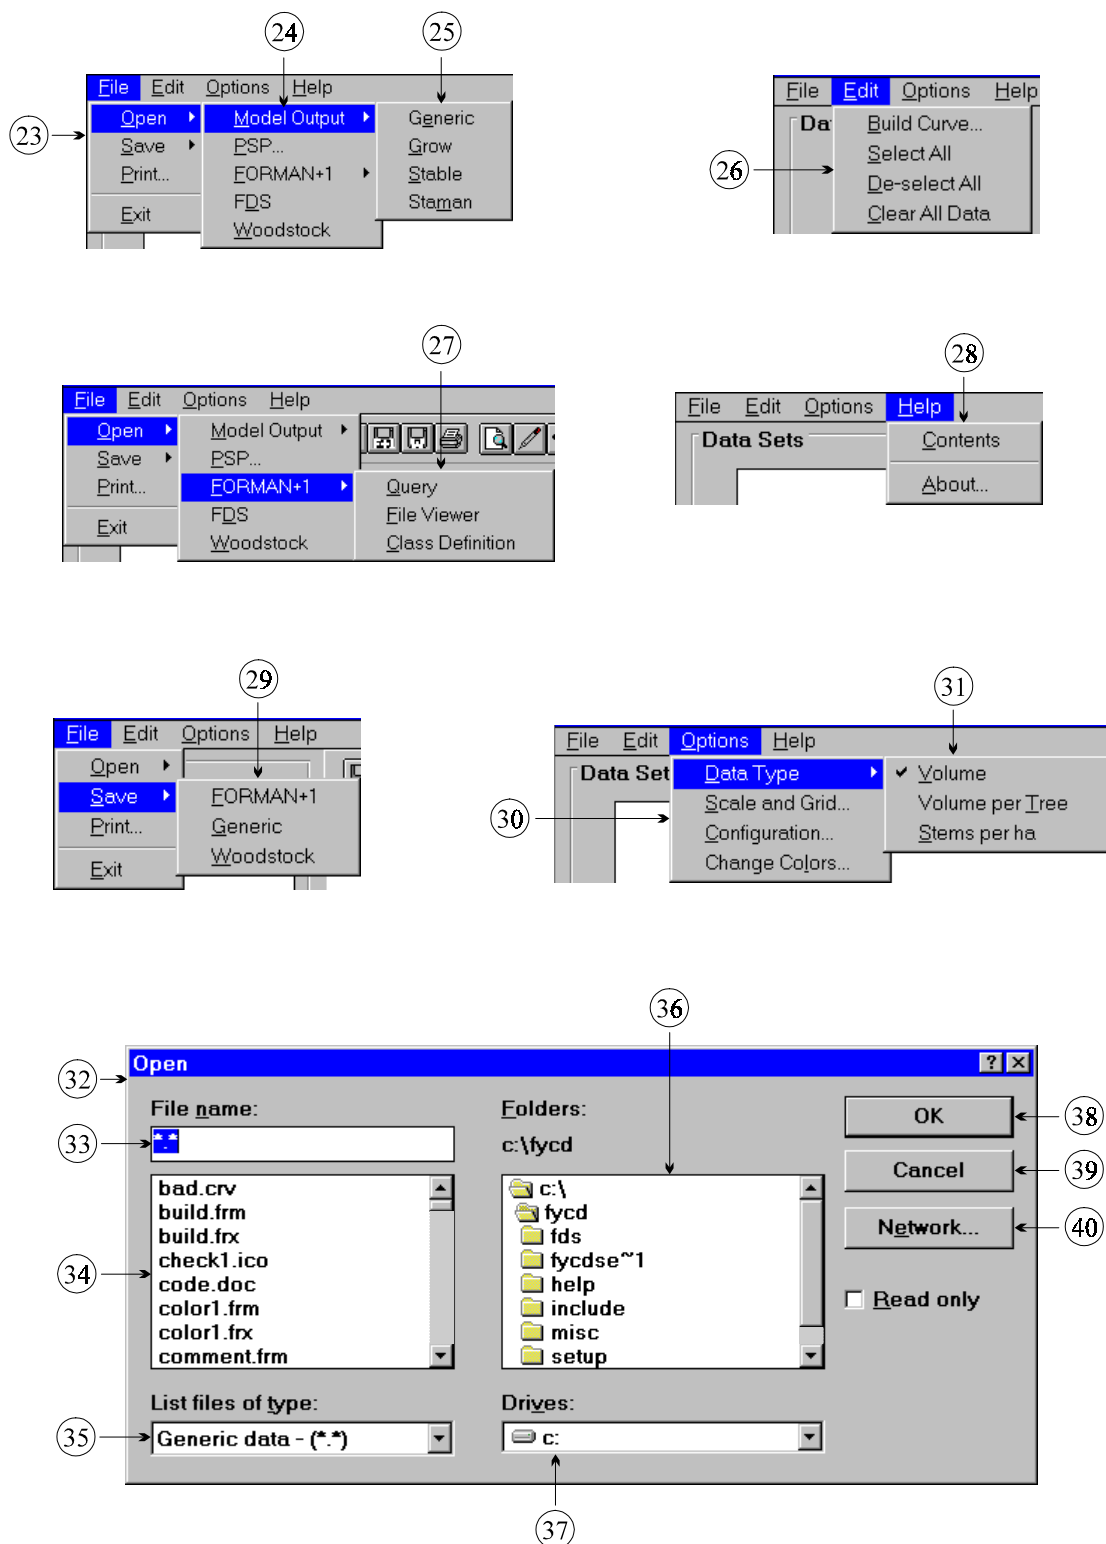 24
25
File Edit Options Help
23
Open Model Output Generic
Save PSP... Grow
Print... FORMAN+1 Stable
FDS Staman
Exit Woodstock
File Edit Options Help
Da
26
Build Curve...
Select All
De-select All
Clear All Data
27
File Edit Options Help
Open Model Output
Save PSP...
Print... FORMAN+1 Query
FDS File Viewer
Exit Woodstock Class Definition
28
File Edit Options Help
Data Sets Contents
About...
29
File Edit Options Help
Open
Save FORMAN+1
Print... Generic
Woodstock
Exit
31
File Edit Options Help
Data Set Data Type Volume
30
Scale and Grid... Volume per Tree
Configuration... Stems per ha
Change Colors...
36
32
Open
File name: Folders: OK 38
33 *.* c:\fycd
Cancel 39
bad.crv c:\
build.frm fycd Network... 40
build.frx fds
34 check1.ico fycdse~1
code.doc help
color1.frm include Read only
color1.frx misc
comment.frm setup
List files of type: Drives:
35 Generic data - (*.*) c:
37